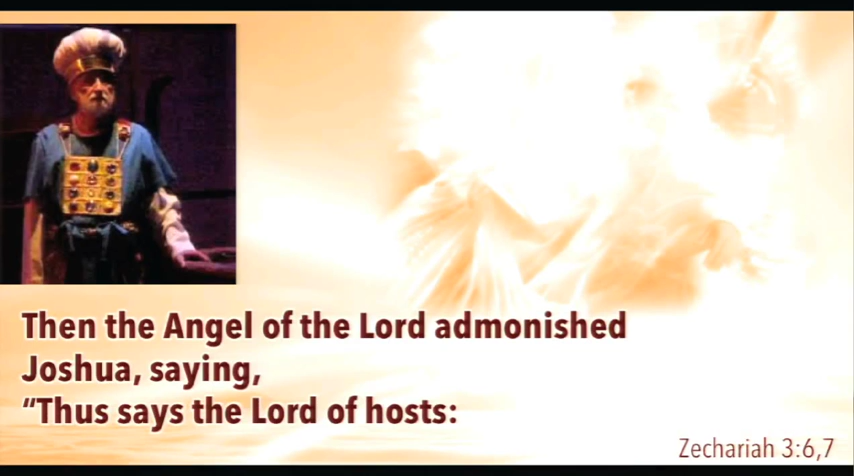 Then the Angel of the Lord admonished
Joshua, saying,
“Thus says the Lord of hosts:
Zechariah 3:6,7